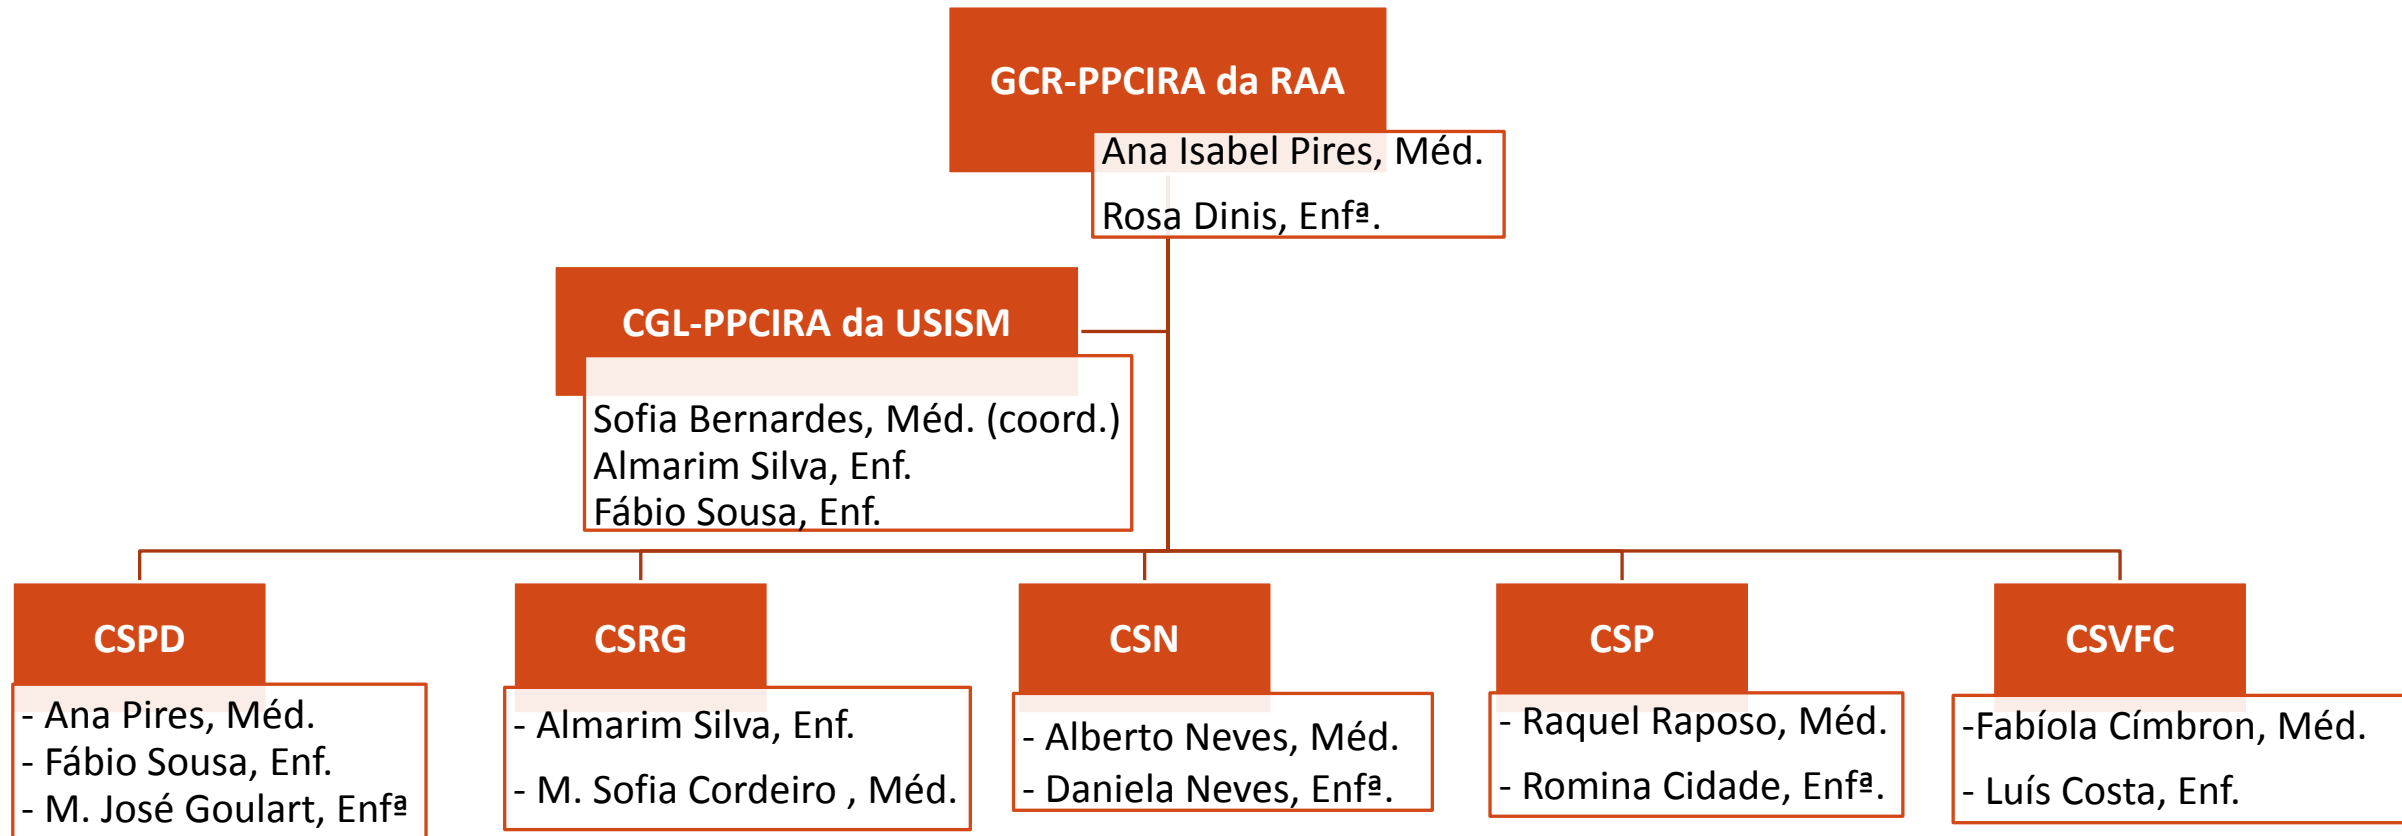 GCR-PPCIRA da RAA
Ana Isabel Pires, Méd.
Rosa Dinis, Enfª.
CGL-PPCIRA da USISM
Sofia Bernardes, Méd. (coord.)
Almarim Silva, Enf.
Fábio Sousa, Enf.
CSPD
- Ana Pires, Méd.
- Fábio Sousa, Enf.
- M. José Goulart, Enfª
CSRG
- Almarim Silva, Enf.
- M. Sofia Cordeiro , Méd.
CSN
- Alberto Neves, Méd.
- Daniela Neves, Enfª.
CSP
- Raquel Raposo, Méd.
- Romina Cidade, Enfª.
CSVFC
-Fabíola Címbron, Méd.
- Luís Costa, Enf.